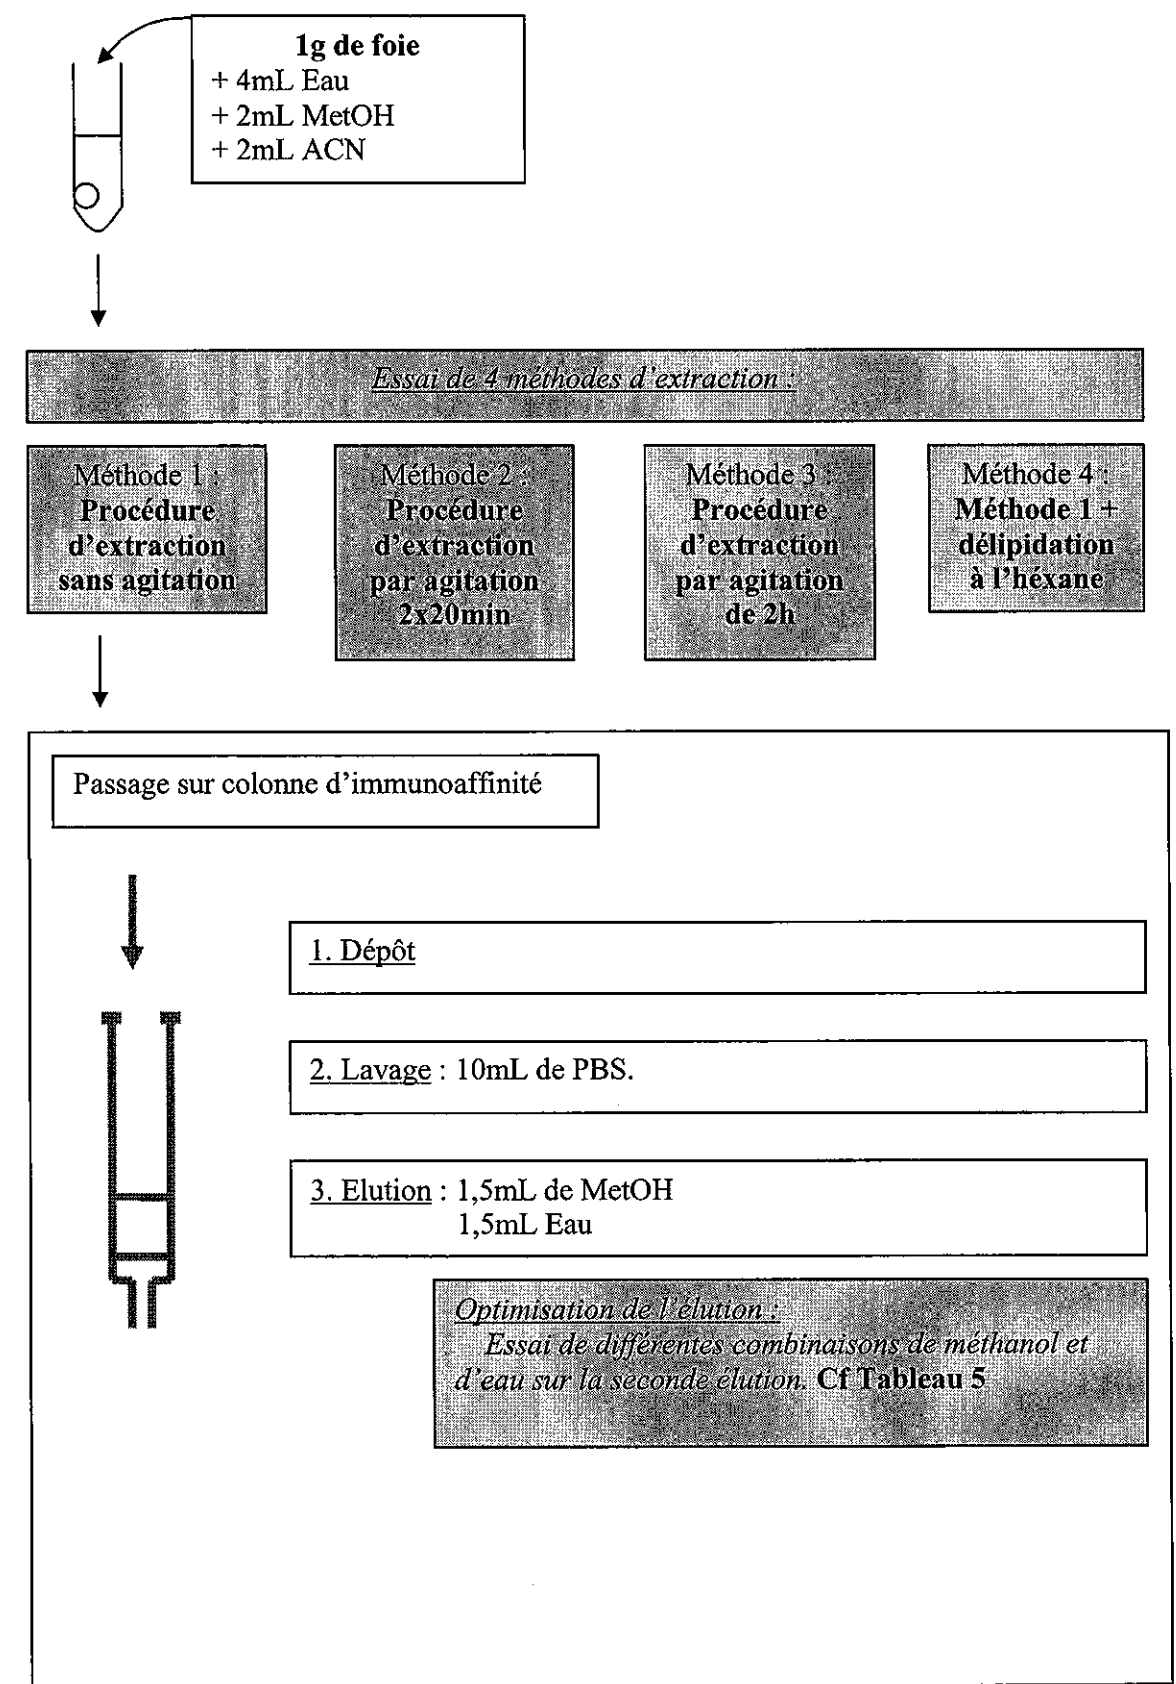 1g de foie
+ 4mL Eau
+ 2mL MetOH
+ 2mL ACN
Essai de 4 méthodes d'extraction :
Méthode 1 :
Procédure
d'extraction
sans agitation
Méthode 2 :
Procédure
d'extraction
par agitation
2x20min
Méthode 3 :
Procédure
d'extraction
par agitation
de 2h
Méthode 4 :
Méthode 1 +
délipidation
à l'héxane
Passage sur colonne d'immunoaffinité
1. Dépôt
2. Lavage : 10mL de PBS.
3. Elution : 1,5mL de MetOH
1,5mL Eau
Optimisation de l'élution :
Essai de différentes combinaisons de méthanol et
d'eau sur la seconde élution. Cf Tableau 5